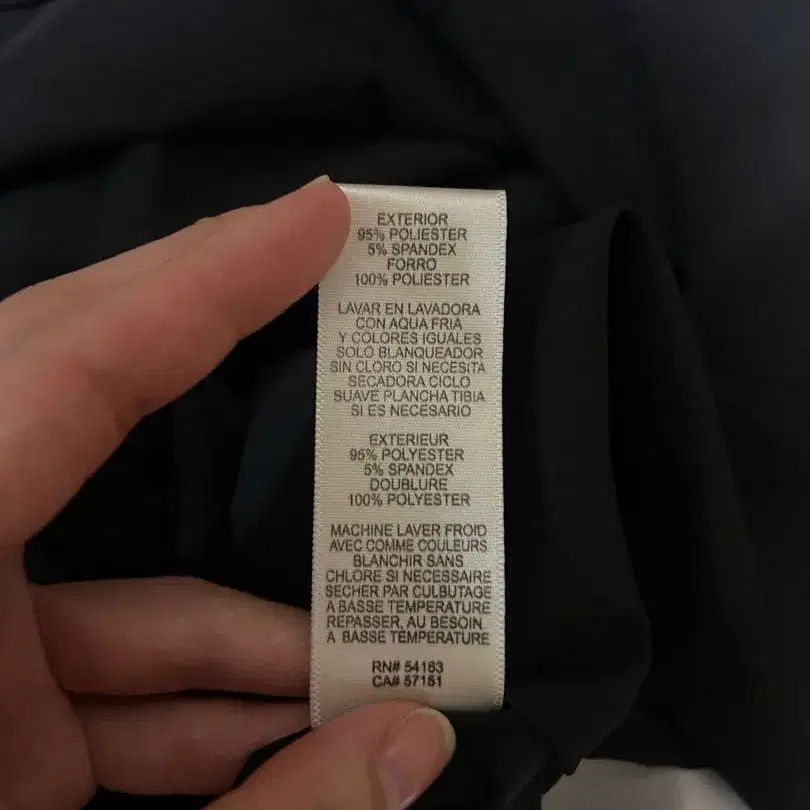 EXTERIOR
95% POLIESTER
5% SPANDEX
FORRO
100% POLIESTER
LAVAR EN LAVADORA
CON AQUA FRIA
Y COLORES IGUALES
SOLO BLANQUEADOR
SIN CLORO SI NECESITA
SECADORA CICLO
SUAVE PLANCHA TIBIA
SI ES NECESARIO
EXTERIEUR
95% POLYESTER
5% SPANDEX
DOUBLURE
100% POLYESTER
MACHINE LAVER FROID
AVEC COMME COULEURS
BLANCHIR SANS
CHLORE SI NECESSAIRE
SECHER PAR CULBUTAGE
A BASSE TEMPERATURE
REPASSER, AU BESOIN
A BASSE TEMPERATURE
RN# 54183
CA# 57151